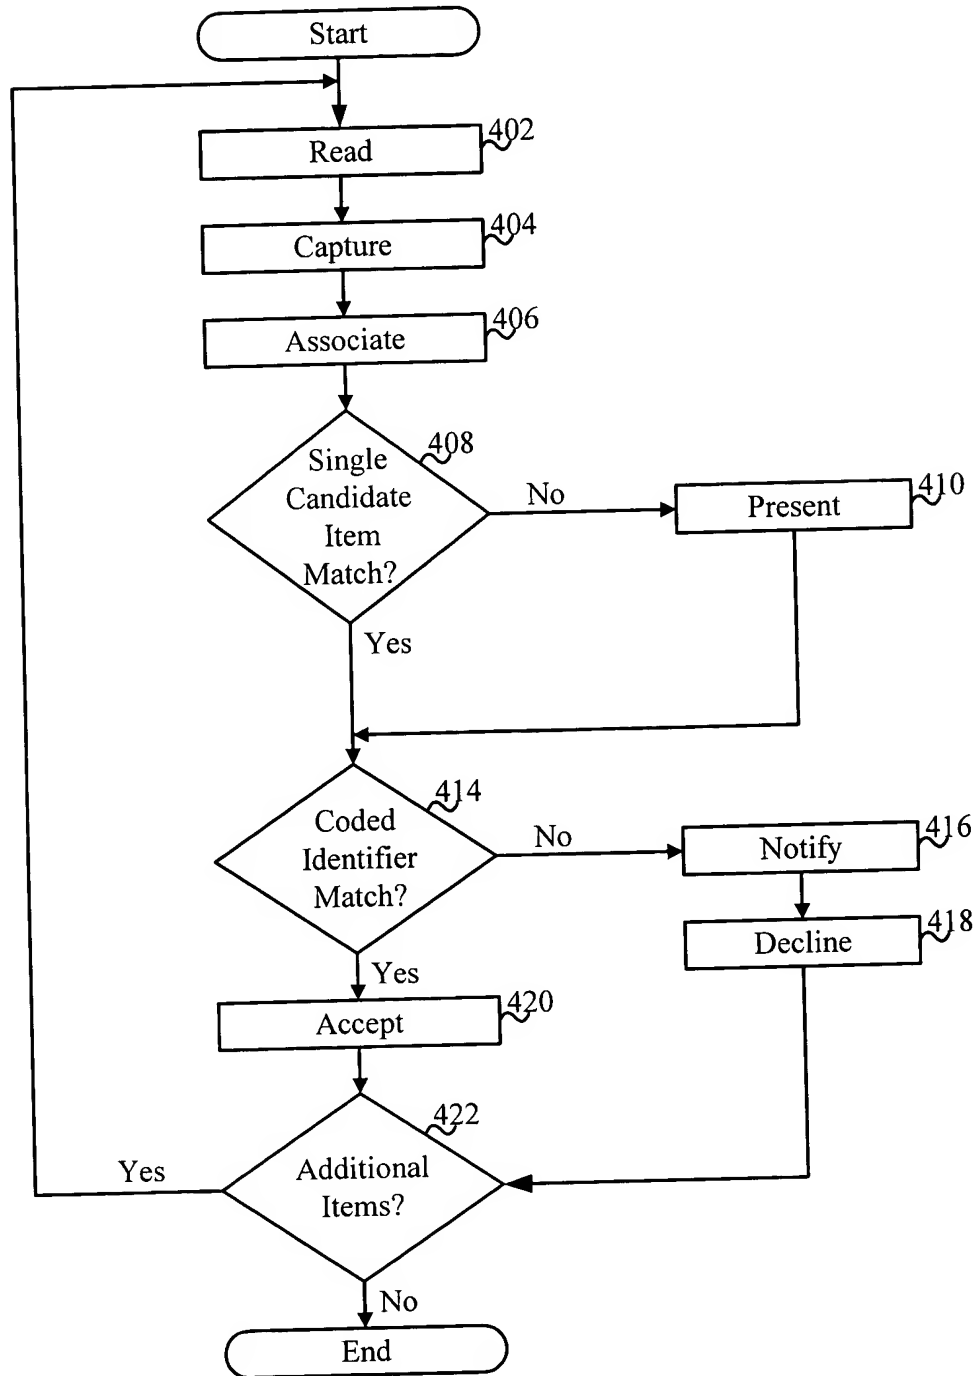 Start
402
Read
404
Capture
406
Associate
408
Single
Candidate
Item
Match?
No
410
Present
Yes
414
Coded
Identifier
Match?
No
416
Notify
418
Decline
Yes
420
Accept
422
Additional
Items?
Yes
No
End